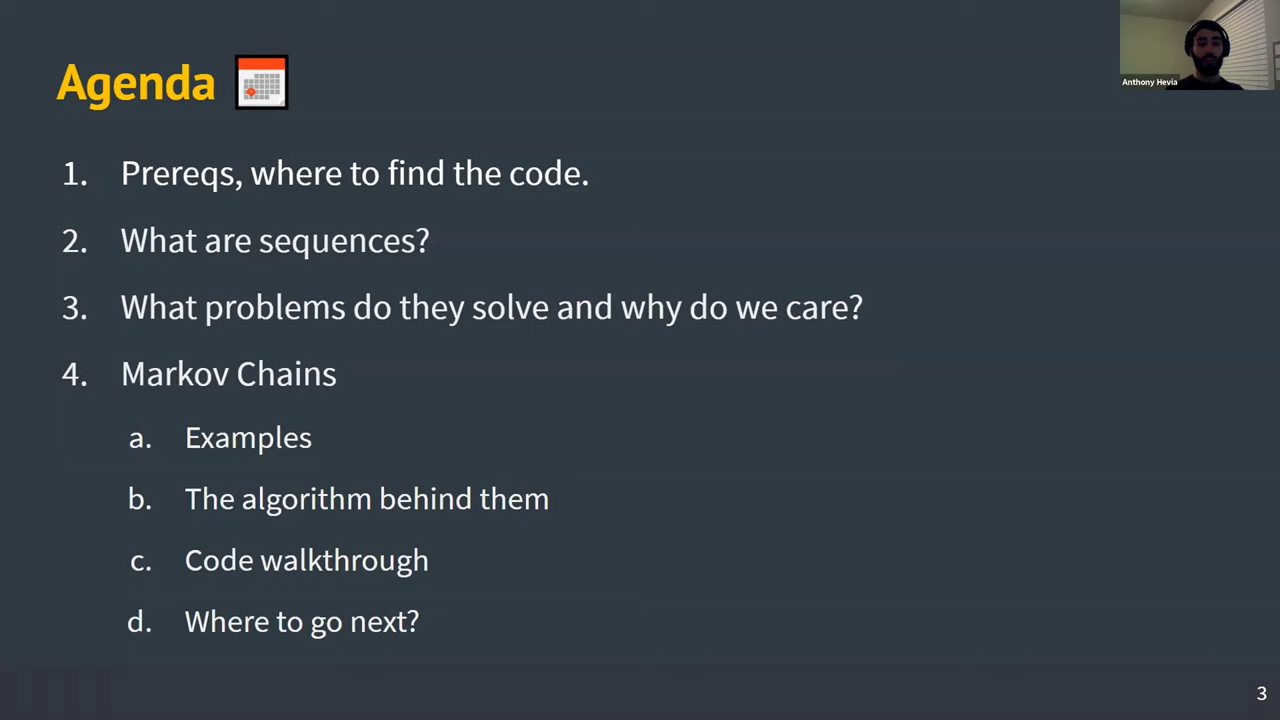 Agenda
Anthony Hevia
1. Prereqs, where to find the code.
2. What are sequences?
3. What problems do they solve and why do we care?
4. Markov Chains
a. Examples
b. The algorithm behind them
c. Code walkthrough
d. Where to go next?
3